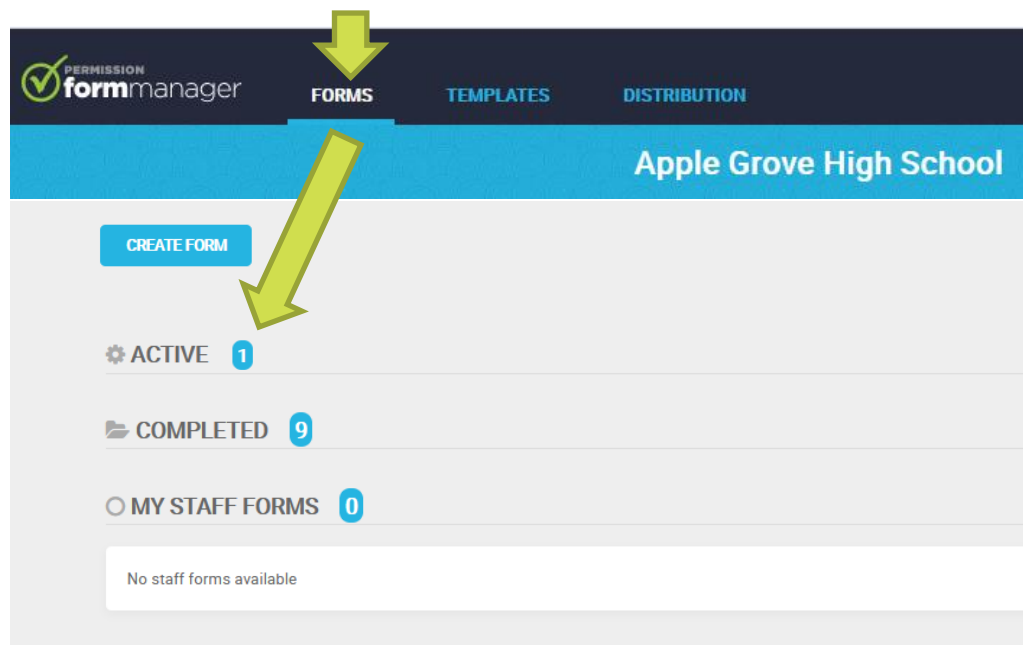 PERMISSION
formmanager
FORMS TEMPLATES DISTRIBUTION
Apple Grove High School
CREATE FORM
ACTIVE 1
COMPLETED 9
MY STAFF FORMS 0
No staff forms available